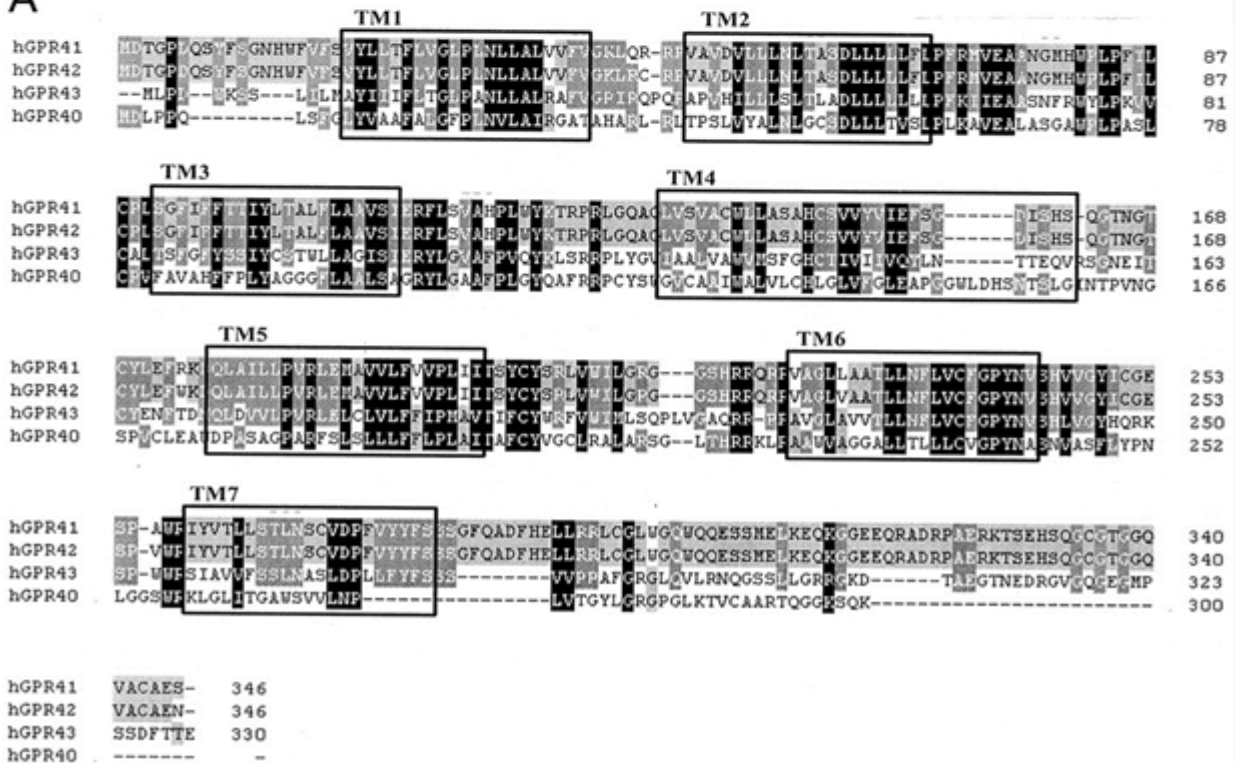 A
TM1 TM2
hGPR41 MDTGPDQSYFSGNHWFVFSVYLLTFLVGLPLNLLALVVFVGKLQR-RPVAVDVLLLNLTASDLLLLLFLPFRMVEAANGMHWPLPFIL 87
hGPR42 MDTGPDQSYFSGNHWFVFSVYLLTFLVGLPLNLLALVVFVGKLRC-RPVAVDVLLLNLTASDLLLLLFLPFRMVEAANGMHWPLPFIL 87
hGPR43 --MLPD--WKSS--LILMAYIIIFLTGLPANLLALRAFVGRIRQPQPAPVHILLLSLTLADLLLLLLLPFKIIEAASNFRWYLPKVV 81
hGPR40 MDLPPQ---------LSFGLYVAAFALGFPLNVLAIRGATAHARL-RLTPSLVYALNLGCSDLLLTVSLPLKAVEALASGAWPLPASL 78
TM3 TM4
hGPR41 CPLSGFIFFTTIYLTALFLAAVSIERFLSVAHPLWYKTRPRLGQAGLVSVACWLLASAHCSVVYVIEFSG------DISHS-QGTNGT 168
hGPR42 CPLSGFIFFTTIYLTALFLAAVSIERFLSVAHPLWYKTRPRLGQAGLVSVACWLLASAHCSVVYVIEFSG------DISHS-QGTNGT 168
hGPR43 CALTSFGFYSSIYCSTWLLAGISIERYLGVAFPVQYKLSRRPLYGVIAALVAWVMSFGHCTIVIIVQYLN------TTEQVRSGNEIT 163
hGPR40 CPVFAVAHFFPLYAGGGFLAALSAGRYLGAAFPLGYQAFRRPCYSWGVCAAIWALVLCHLGLVFGLEAPGGWLDHSNTSLGINTPVNG 166
TM5 TM6
hGPR41 CYLEFRKDQLAILLPVRLEMAVVLFVVPLIITSYCYSRLVWILGRG---GSHRRQRRVAGLLAATLLNFLVCFGPYNVSHVVGYICGE 253
hGPR42 CYLEFWKDQLAILLPVRLEMAVVLFVVPLIITSYCYSRLVWILGRG---GSHRRQRRVAGLVAATLLNFLVCFGPYNVSHVVGYICGE 253
hGPR43 CYENFTDNQLDVVLPVRLELCLVLFFIPMAVTIFCYWRFVWIMLSQPLVGAQRR-RRAVGLAVVTLLNFLVCFGPYNVSHLVGYHQRK 250
hGPR40 SPVCLEAWDPASAGPARFSLSLLLFFLPLAITAFCYVGCLRALARSG--LTHRRKLRAAWVAGGALLTLLLCVGPYNASNVASFLYPN 252
TM7
hGPR41 SP-AWRIYVTLLSTLNSCVDPFVYYFSSSGFQADFHELLRRLCGLWGQWQQESSMELKEQKGGEEQRADRPAERKTSEHSQGCGTGGQ 340
hGPR42 SP-VWRIYVTLLSTLNSCVDPFVYYFSSSGFQADFHELLRRLCGLWGQWQQESSMELKEQKGGEEQRADRPAERKTSEHSQGCGTGGQ 340
hGPR43 SP-WWRSIAVVFSSLNASLDPLLFYFSSS--------VVRRAFGRGLQVLRNQGSSLLGRRGKD------TAEGTNEDRGVGQGEGMP 323
hGPR40 LGGSWRKLGLITGAWSVVLNP----------------LVTGYLGRGPGLKTVCAARTQGGKSQK------------------------ 300
hGPR41 VACAES- 346
hGPR42 VACAEN- 346
hGPR43 SSDFTTE 330
hGPR40 ------- -